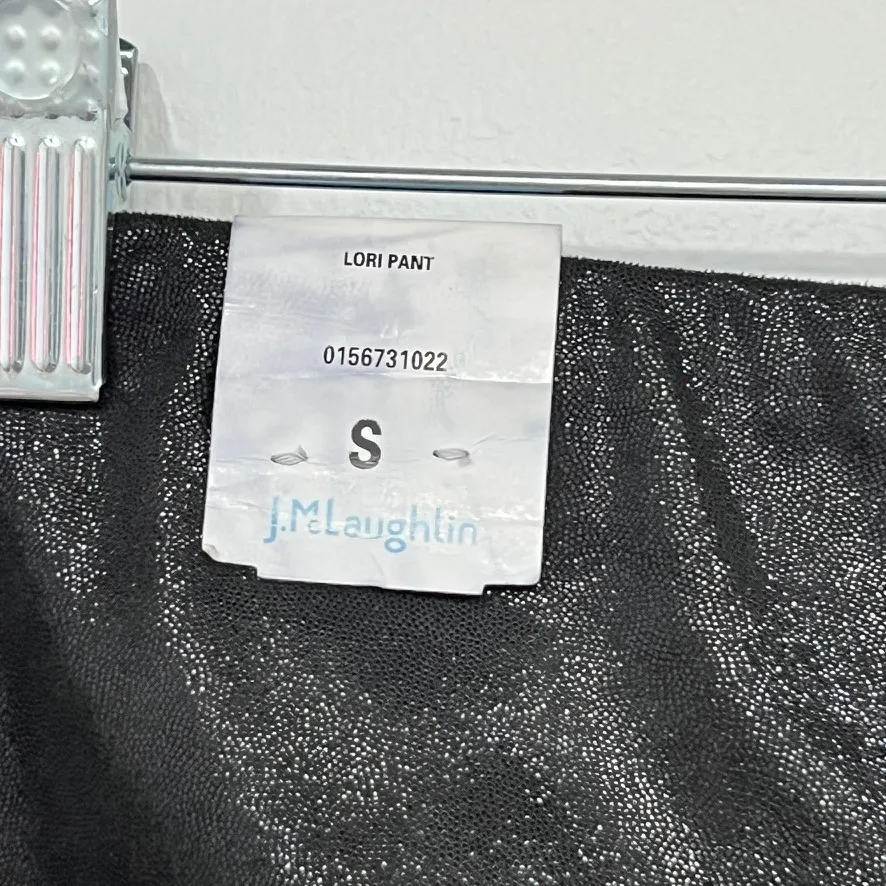 LORI PANT
0156731022
S
J.McLaughlin